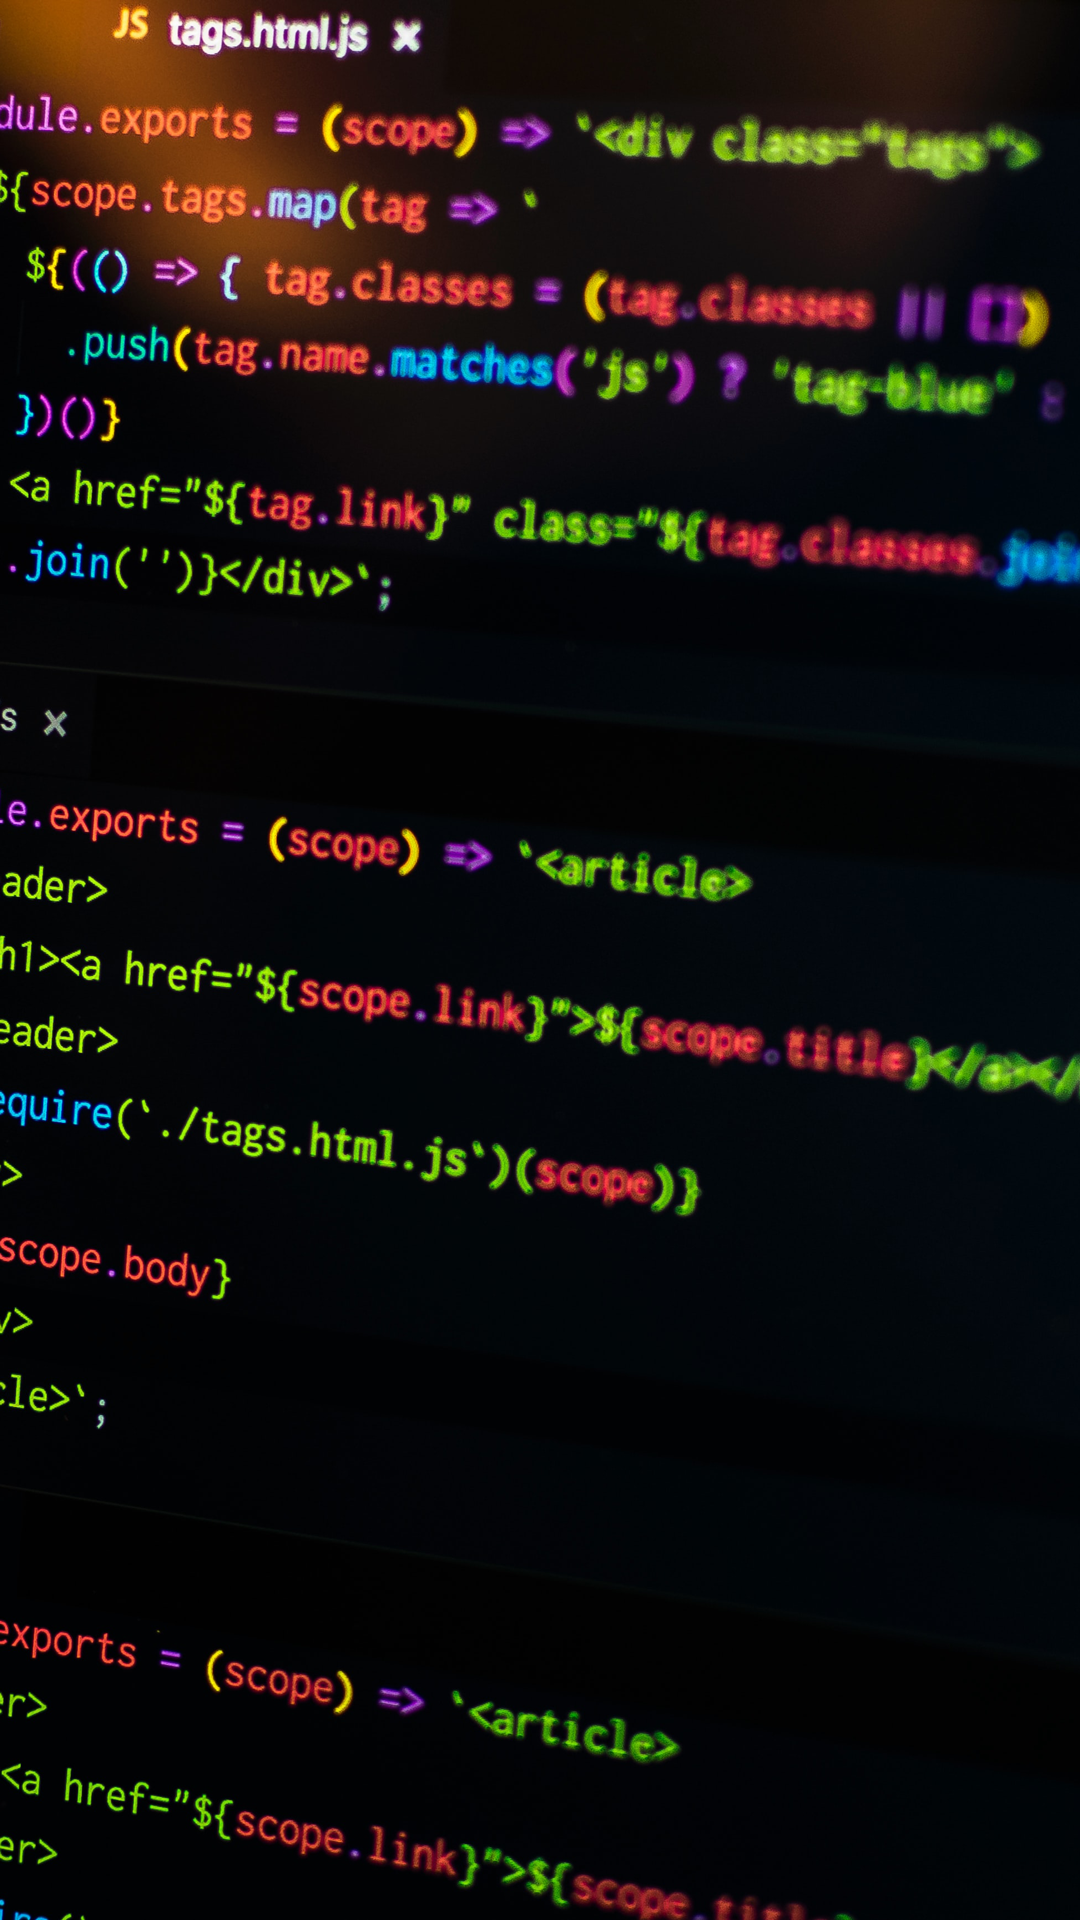 JS tags.html.js ×
dule.exports = (scope) => `<div class="tags">
${scope.tags.map(tag => `
${(() => { tag.classes = (tag.classes || [])
.push(tag.name.matches('js') ? 'tag-blue' :
})()}
<a href="${tag.link}" class="${tag.classes.join
.join('')}</div>`;
s ×
le.exports = (scope) => `<article>
ader>
h1><a href="${scope.link}">${scope.title}</a></
eader>
equire(`./tags.html.js`)(scope)}
>
scope.body}
v>
cle>`;
exports = (scope) => `<article>
er>
<a href="${scope.link}">${scope.title}
er>